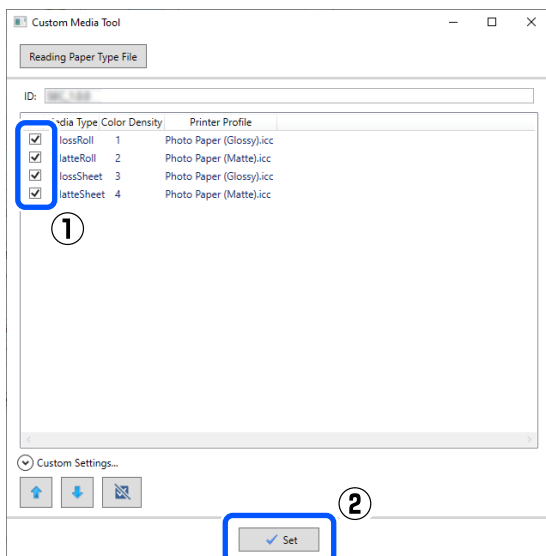 Custom Media Tool
Reading Paper Type File
ID:
edia Type Color Density Printer Profile
lossRoll 1 Photo Paper (Glossy).icc
latteRoll 2 Photo Paper (Matte).icc
lossSheet 3 Photo Paper (Glossy).icc
latteSheet 4 Photo Paper (Matte).icc
①
Custom Settings...
②
Set